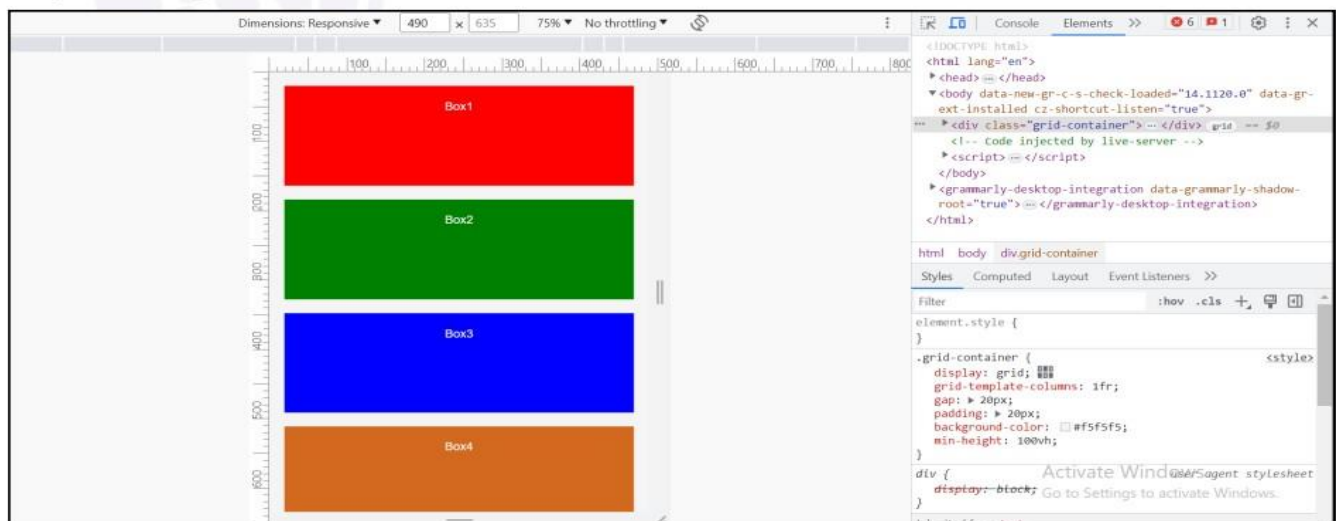 Dimensions: Responsive ▼ 490 x 635 75% ▼ No throttling ▼
100 200 300 400 500 600 700 800
100
200
300
400
500
600
Box1
Box2
Box3
Box4
Console Elements >> 6 1
<!DOCTYPE html>
<html lang="en">
▶<head>…</head>
▼<body data-new-gr-c-s-check-loaded="14.1120.0" data-gr-
ext-installed cz-shortcut-listen="true">
… ▶<div class="grid-container">…</div> grid == $0
<!-- Code injected by live-server -->
▶<script>…</script>
</body>
▶<grammarly-desktop-integration data-grammarly-shadow-
root="true">…</grammarly-desktop-integration>
</html>
html body div.grid-container
Styles Computed Layout Event Listeners >>
Filter :hov .cls
element.style {
}
.grid-container { <style>
display: grid;
grid-template-columns: 1fr;
gap: ▶ 20px;
padding: ▶ 20px;
background-color: #f5f5f5;
min-height: 100vh;
}
div { user agent stylesheet
display: block;
}
Activate Windows
Go to Settings to activate Windows.